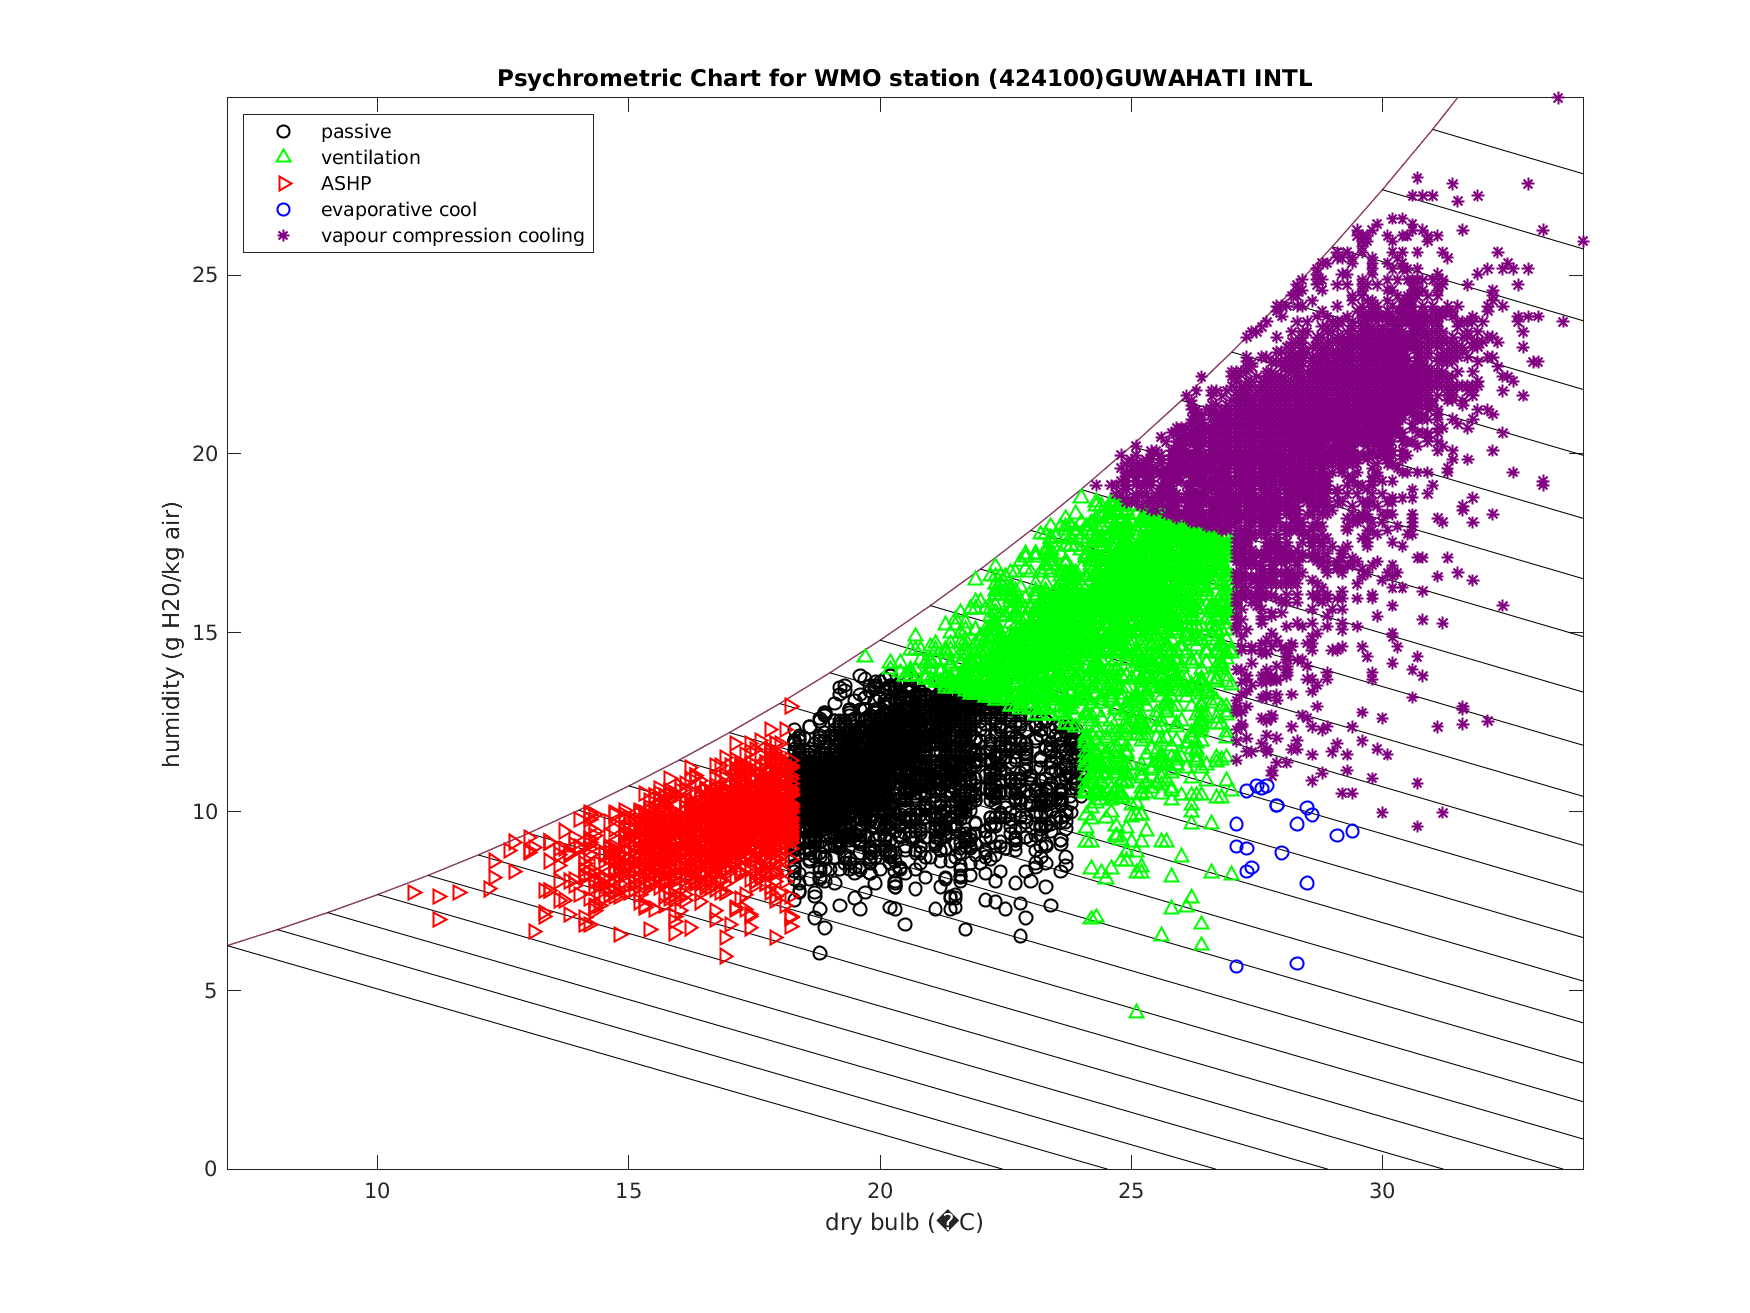 Psychrometric Chart for WMO station (424100)GUWAHATI INTL
passive
ventilation
ASHP
evaporative cool
vapour compression cooling
humidity (g H20/kg air)
25
20
15
10
5
0
10 15 20 25 30
dry bulb (�C)